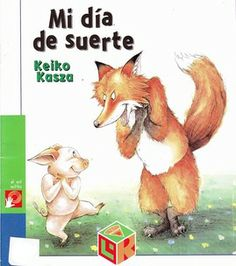 Mi día
de suerte
Keiko
Kasza